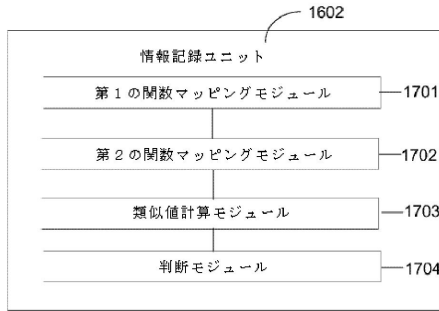 1602
情報記録ユニット
第1の関数マッピングモジュール 1701
第2の関数マッピングモジュール 1702
類似値計算モジュール 1703
判断モジュール 1704